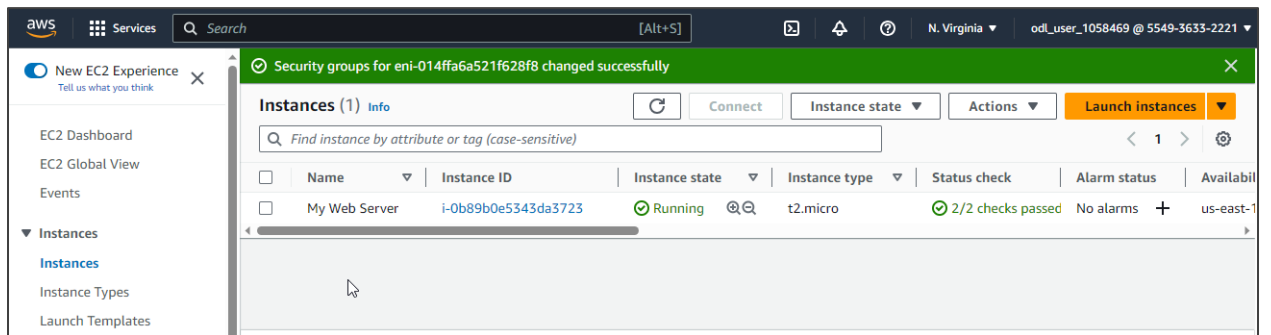 aws Services Search [Alt+S] N. Virginia ▼ odl_user_1058469 @ 5549-3633-2221 ▼
New EC2 Experience
Tell us what you think
Security groups for eni-014ffa6a521f628f8 changed successfully
Instances (1) Info Connect Instance state ▼ Actions ▼ Launch instances ▼
Find instance by attribute or tag (case-sensitive) 1
EC2 Dashboard
EC2 Global View
Events
Name Instance ID Instance state Instance type Status check Alarm status Availabil
My Web Server i-0b89b0e5343da3723 Running t2.micro 2/2 checks passed No alarms + us-east-1
▼ Instances
Instances
Instance Types
Launch Templates